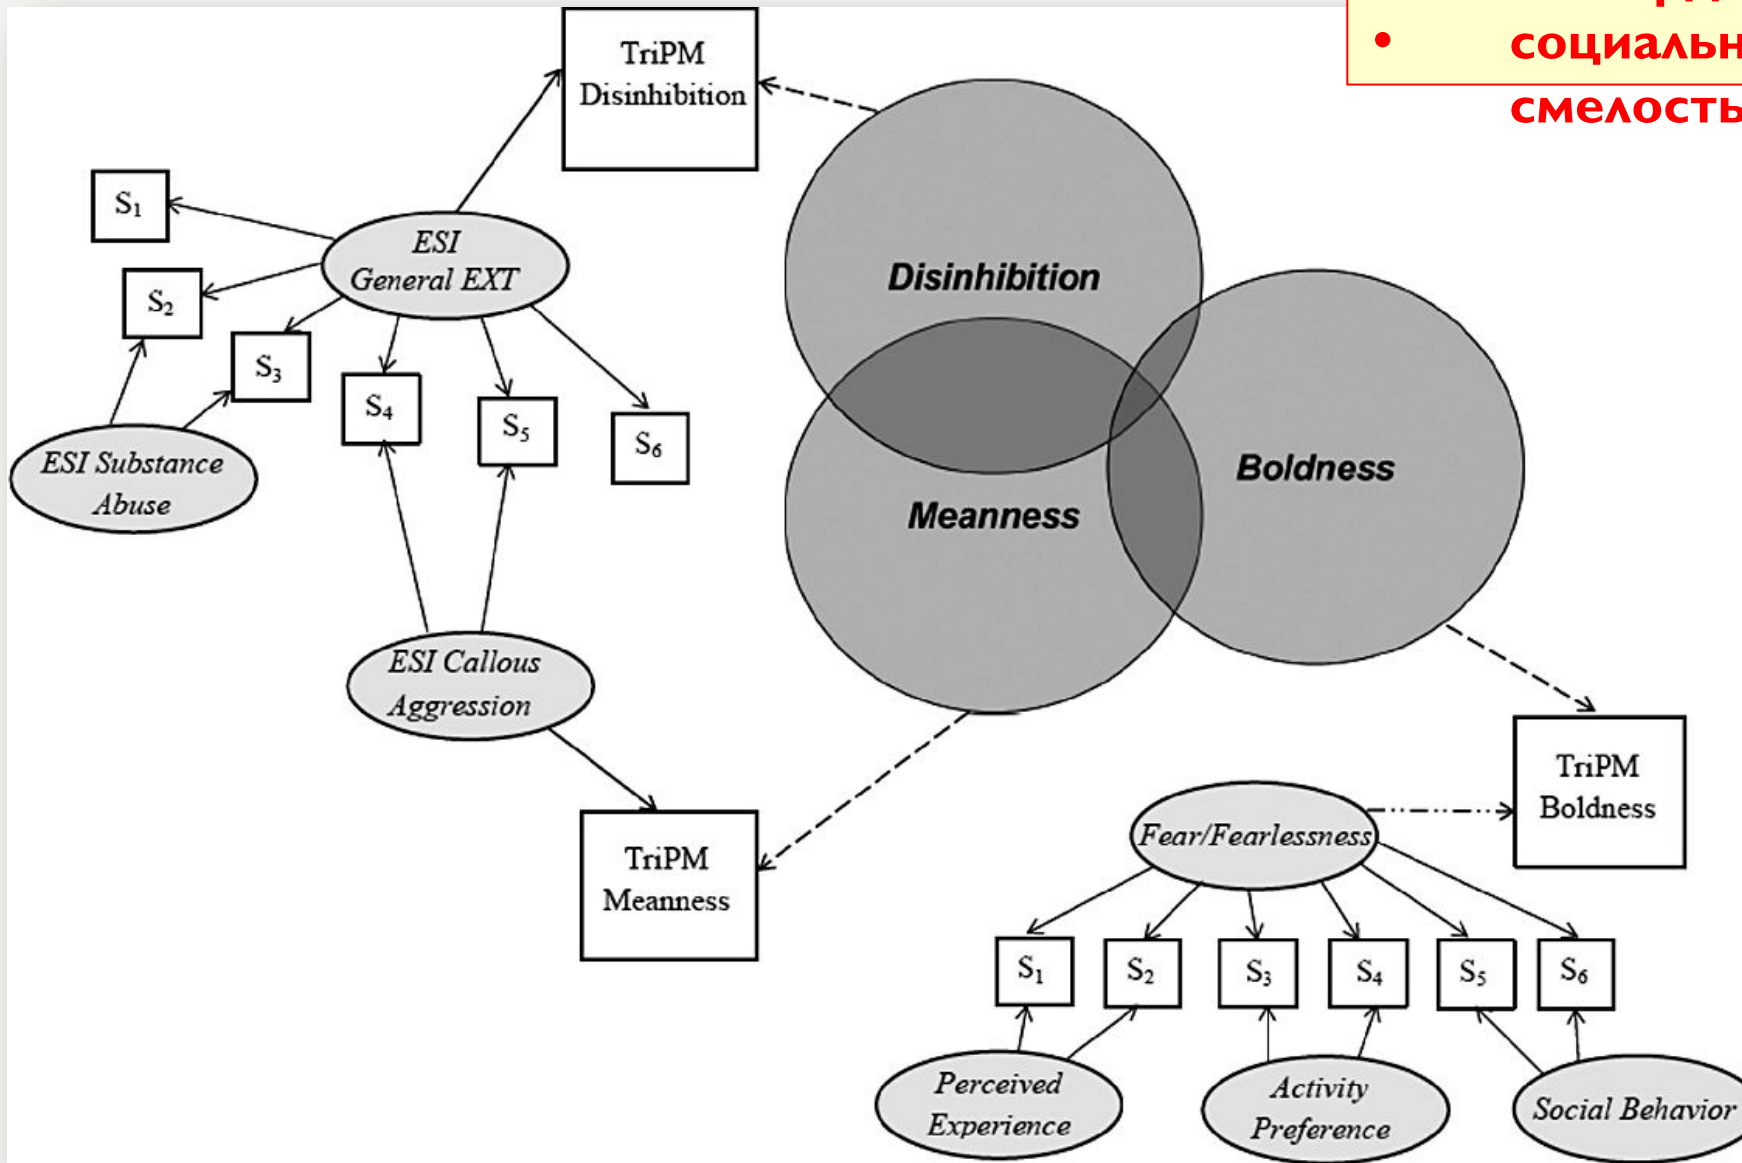 •
социальн
смелость
TriPM
Disinhibition
S1
ESI
General EXT
S2
S3
S4
S5
S6
ESI Substance
Abuse
Disinhibition
Boldness
Meanness
ESI Callous
Aggression
TriPM
Meanness
TriPM
Boldness
Fear/Fearlessness
S1
S2
S3
S4
S5
S6
Perceived
Experience
Activity
Preference
Social Behavior